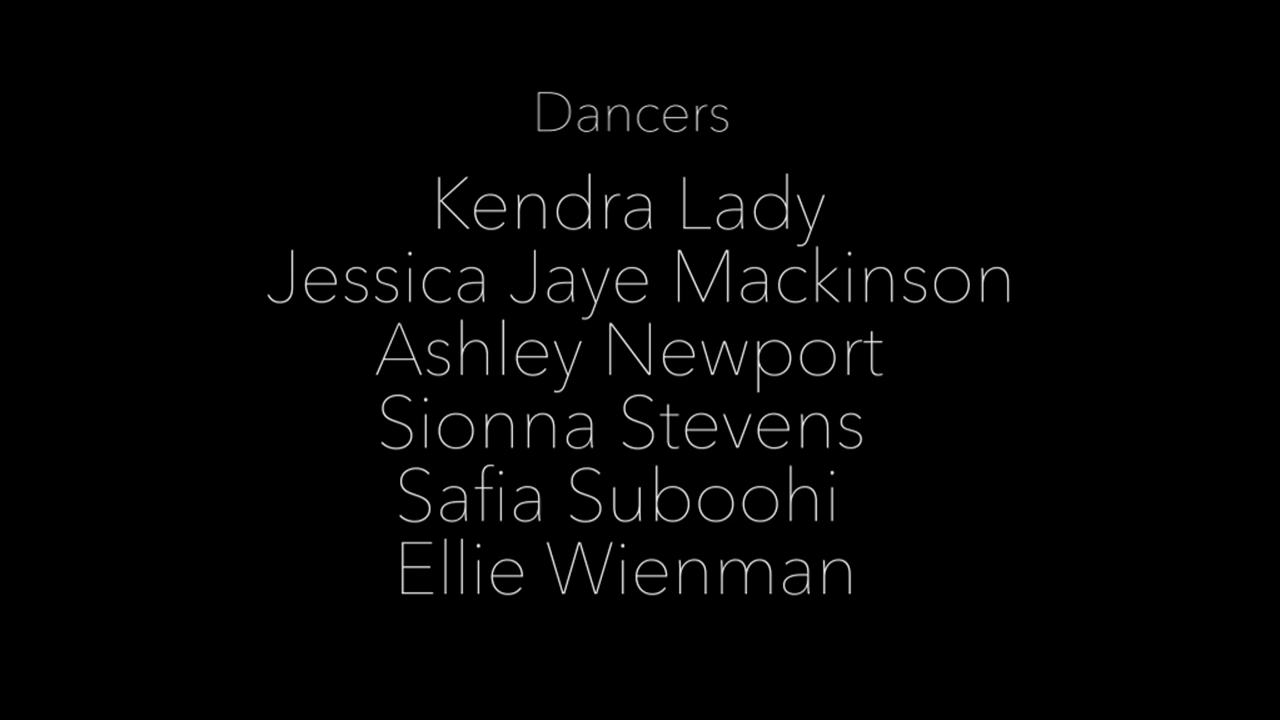 Dancers
Kendra Lady
Jessica Jaye Mackinson
Ashley Newport
Sionna Stevens
Safia Suboohi
Ellie Wienman